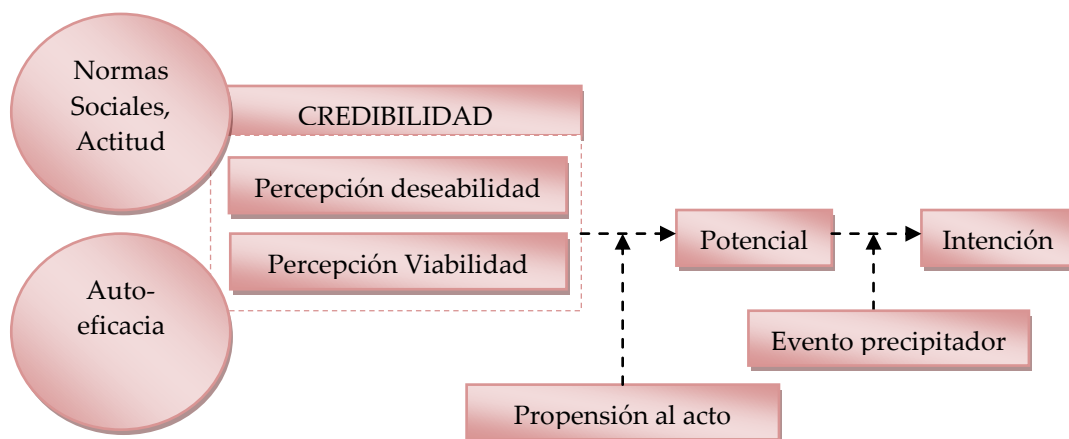 Normas
Sociales,
Actitud
CREDIBILIDAD
Percepción deseabilidad
Percepción Viabilidad
Auto-
eficacia
Potencial
Intención
Evento precipitador
Propensión al acto